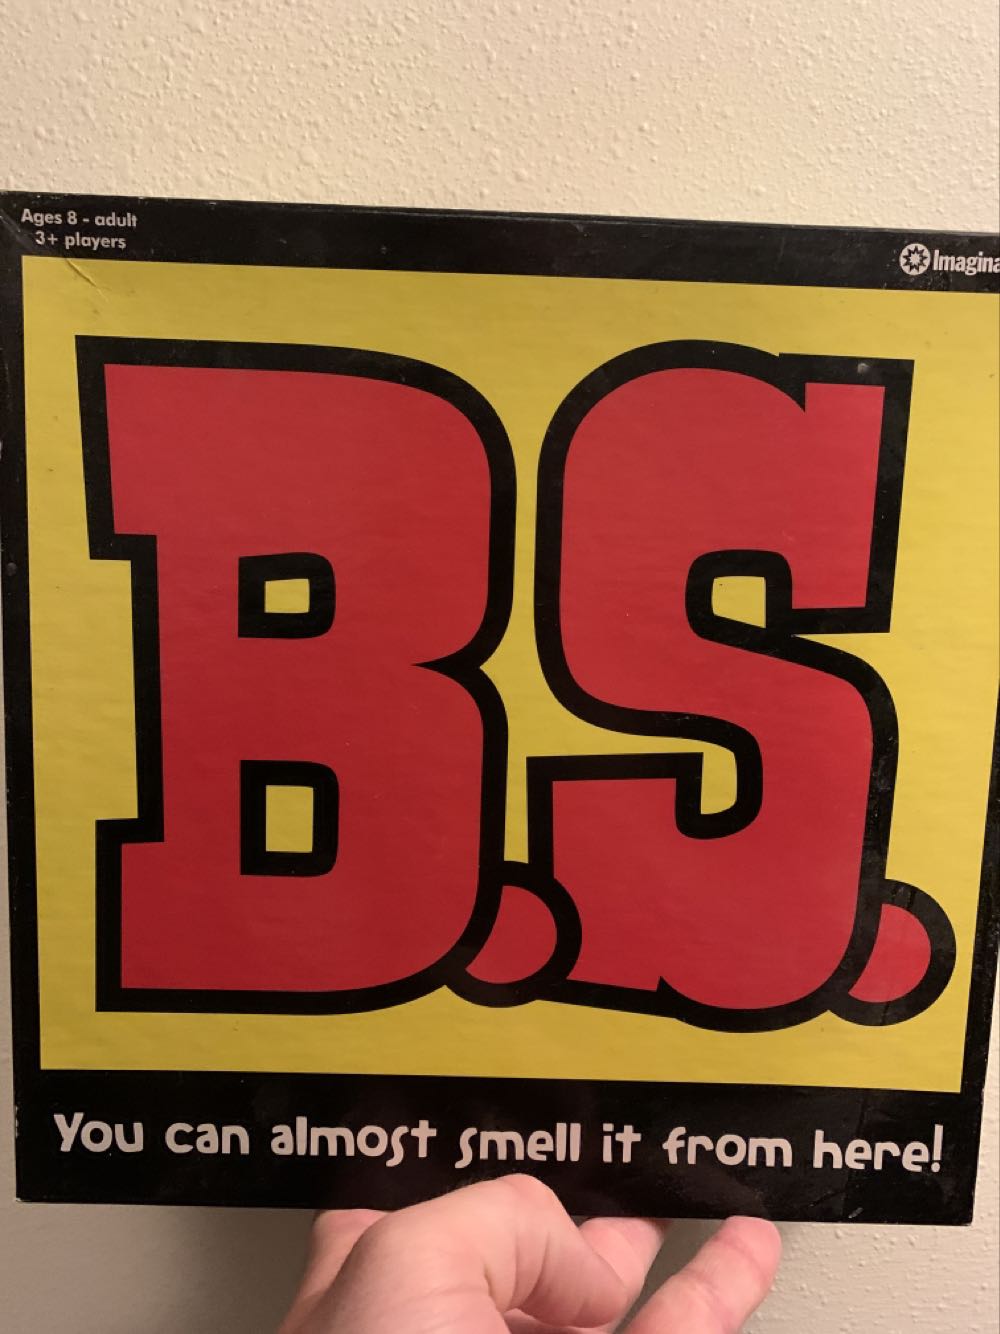 Ages 8 - adult
3+ players
B.S.
You can almost smell it from here!